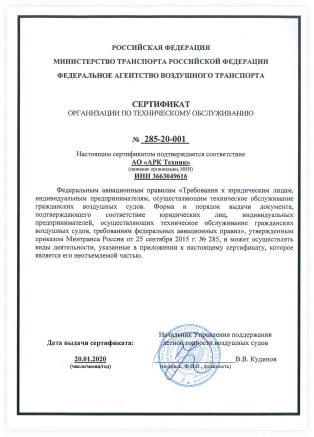 РОССИЙСКАЯ ФЕДЕРАЦИЯ
МИНИСТЕРСТВО ТРАНСПОРТА РОССИЙСКОЙ ФЕДЕРАЦИИ
ФЕДЕРАЛЬНОЕ АГЕНТСТВО ВОЗДУШНОГО ТРАНСПОРТА
СЕРТИФИКАТ
ОРГАНИЗАЦИИ ПО ТЕХНИЧЕСКОМУ ОБСЛУЖИВАНИЮ
№ 285-20-001
Настоящим сертификатом подтверждается соответствие
АО «АРК Техник»
(название организации, ИНН)
ИНН 3663049616
Федеральным авиационным правилам «Требования к юридическим лицам,
индивидуальным предпринимателям, осуществляющим техническое обслуживание
гражданских воздушных судов. Форма и порядок выдачи документа,
подтверждающего соответствие юридических лиц, индивидуальных
предпринимателей, осуществляющих техническое обслуживание гражданских
воздушных судов, требованиям федеральных авиационных правил», утвержденным
приказом Минтранса России от 25 сентября 2015 г. № 285, и может осуществлять
виды деятельности, указанные в приложении к настоящему сертификату, которое
является его неотъемлемой частью.
Начальник Управления поддержания
Дата выдачи сертификата: летной годности воздушных судов
20.01.2020 В.В. Кудинов
(число/месяц/год) (подпись, Ф.И.О., должность)